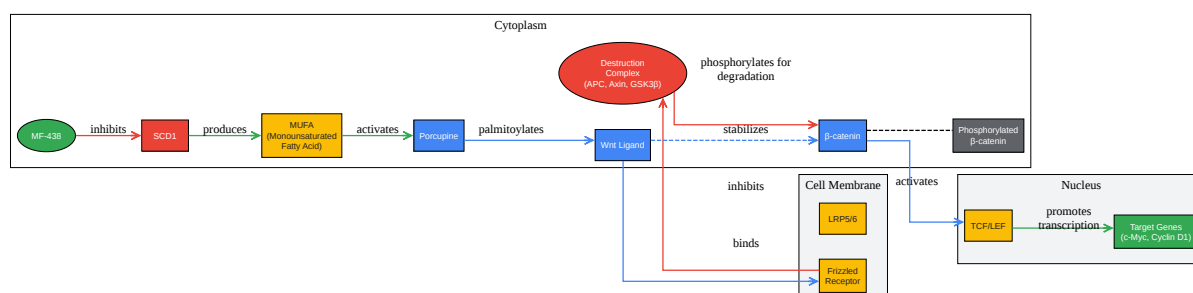 Cytoplasm
Destruction
Complex
(APC, Axin, GSK3β)
phosphorylates for
degradation
MF-438
inhibits
SCD1
produces
MUFA
(Monounsaturated
Fatty Acid)
activates
Porcupine
palmitoylates
Wnt Ligand
stabilizes
β-catenin
Phosphorylated
β-catenin
inhibits
Cell Membrane
activates
Nucleus
LRP5/6
TCF/LEF
promotes
transcription
Target Genes
(c-Myc, Cyclin D1)
binds
Frizzled
Receptor